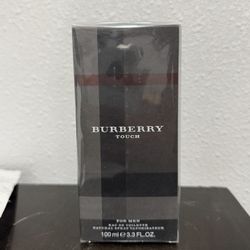 BURBERRY
TOUCH
FOR MEN
EAU DE TOILETTE
NATURAL SPRAY VAPORISATEUR
100 ml ℮ 3.3 FL.OZ.